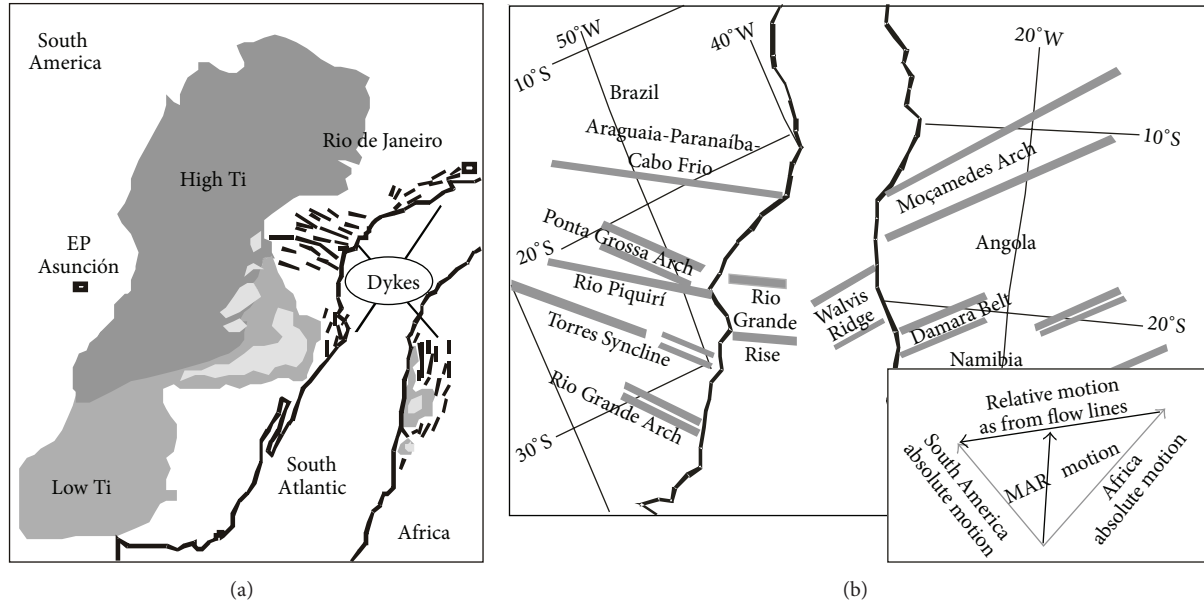 South
America
Rio de Janeiro
High Ti
EP
Asunción
Dykes
Low Ti
South
Atlantic
Africa
(a)
50°W
40°W
20°W
10°S
Brazil
Araguaia-Paranaíba-
Cabo Frio
10°S
Moçamedes Arch
Ponta Grossa Arch
20°S
Angola
Rio Piquirí
Rio
Grande
Rise
Walvis
Ridge
Damara Belt
20°S
Torres Syncline
Namibia
Rio Grande Arch
30°S
Relative motion
as from flow lines
South America
absolute motion
MAR motion
Africa
absolute motion
(b)